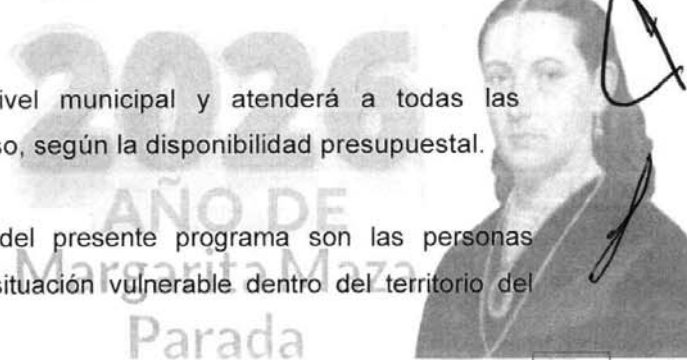 2026
ivel municipal y atenderá a todas las
so, según la disponibilidad presupuestal.
AÑO DE
del presente programa son las personas
Margarita Maza
situación vulnerable dentro del territorio del
Parada